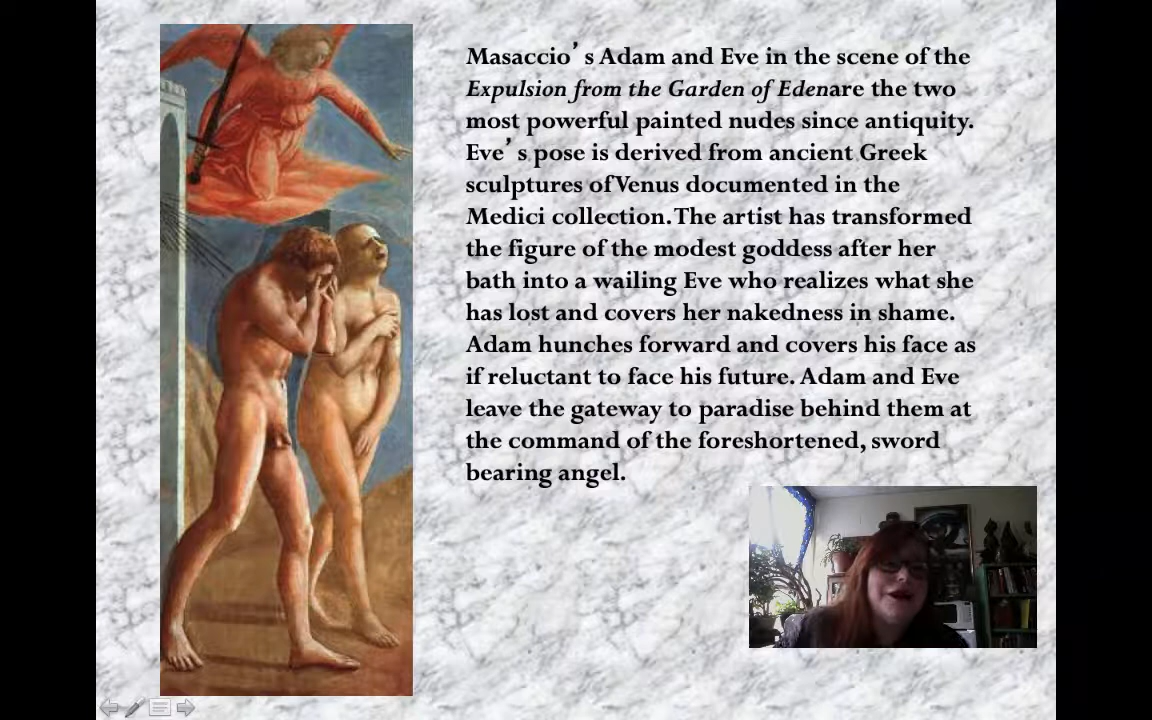 Masaccio’s Adam and Eve in the scene of the
Expulsion from the Garden of Edenare the two
most powerful painted nudes since antiquity.
Eve’s pose is derived from ancient Greek
sculptures of Venus documented in the
Medici collection. The artist has transformed
the figure of the modest goddess after her
bath into a wailing Eve who realizes what she
has lost and covers her nakedness in shame.
Adam hunches forward and covers his face as
if reluctant to face his future. Adam and Eve
leave the gateway to paradise behind them at
the command of the foreshortened, sword
bearing angel.